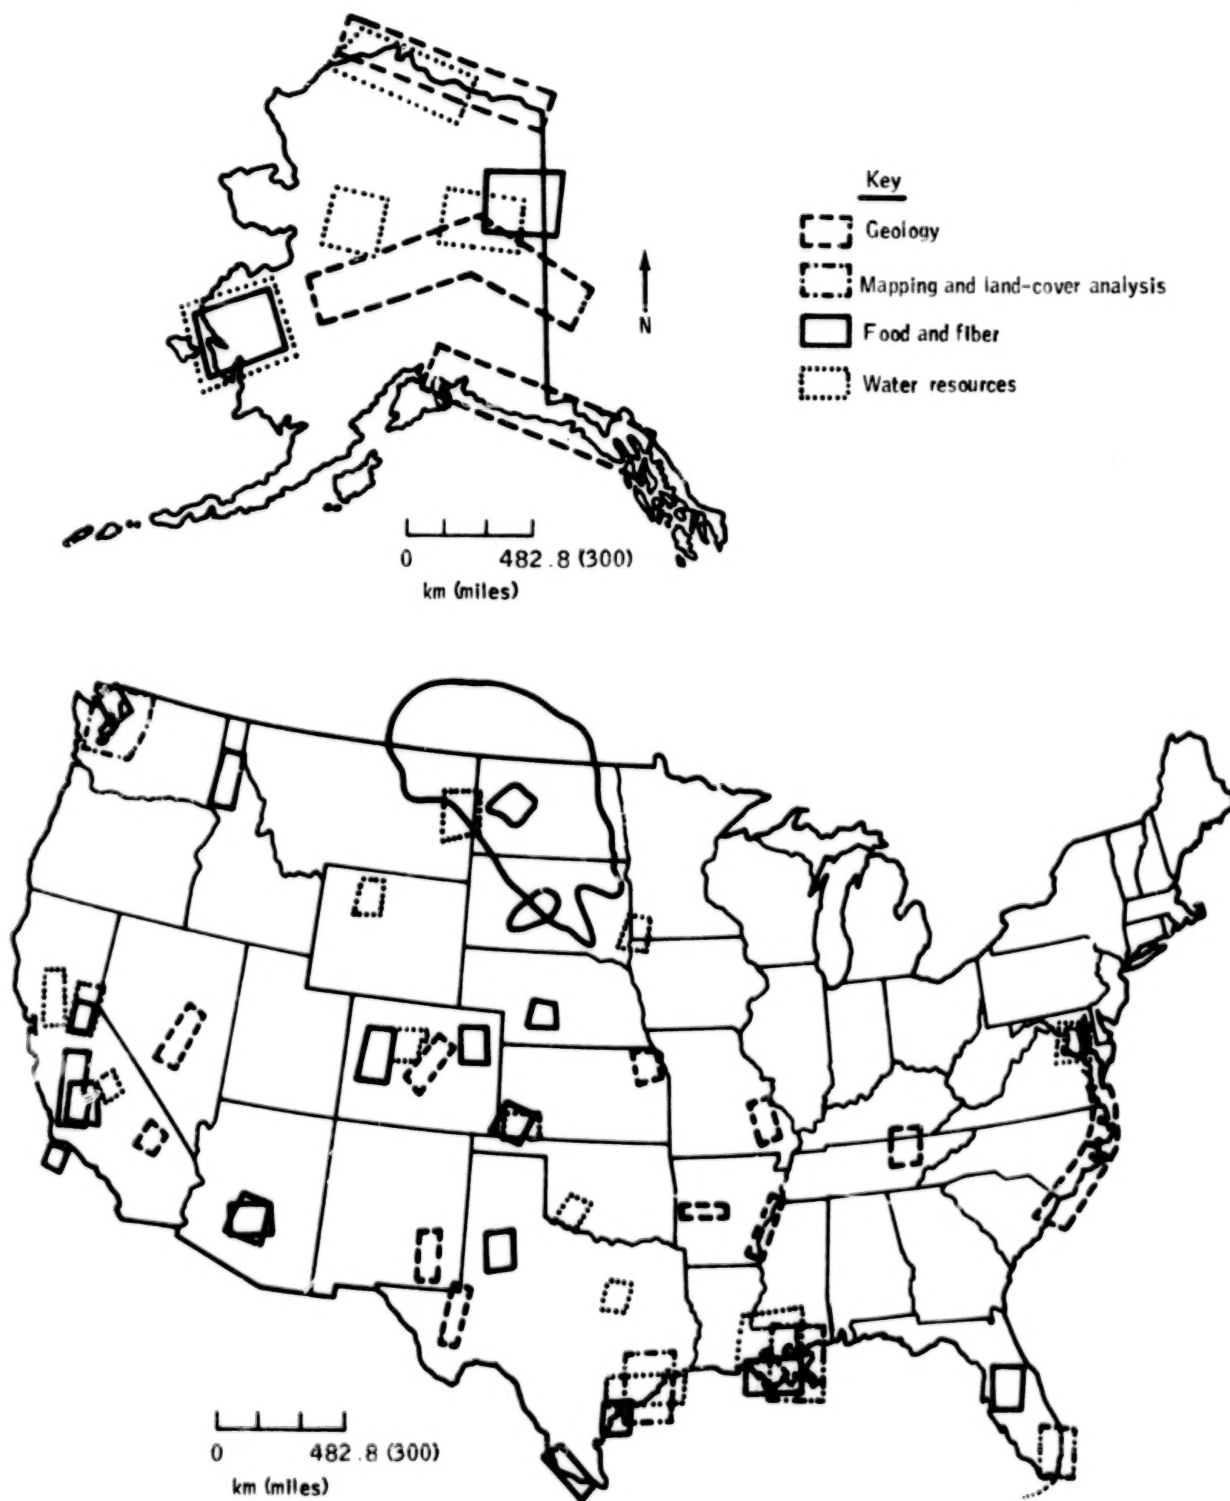 Key
Geology
Mapping and land-cover analysis
Food and fiber
Water resources
N
0 482.8 (300)
km (miles)
0 482.8 (300)
km (miles)